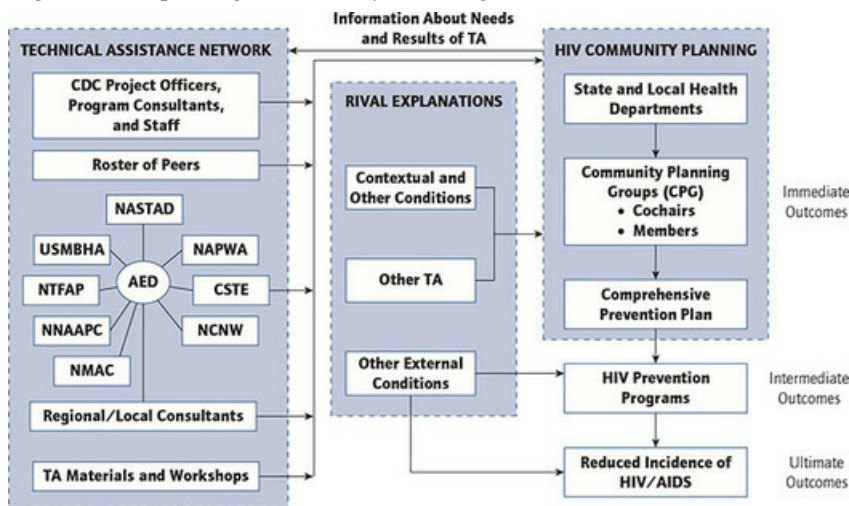 Information About Needs
and Results of TA
TECHNICAL ASSISTANCE NETWORK
CDC Project Officers,
Program Consultants,
and Staff
Roster of Peers
NASTAD
USMBHA
NAPWA
AED
NTFAP
CSTE
NNAAPC
NCNW
NMAC
Regional/Local Consultants
TA Materials and Workshops
RIVAL EXPLANATIONS
Contextual and
Other Conditions
Other TA
Other External
Conditions
HIV COMMUNITY PLANNING
State and Local Health
Departments
Community Planning
Groups (CPG)
• Cochairs
• Members
Comprehensive
Prevention Plan
HIV Prevention
Programs
Reduced Incidence of
HIV/AIDS
Immediate
Outcomes
Intermediate
Outcomes
Ultimate
Outcomes